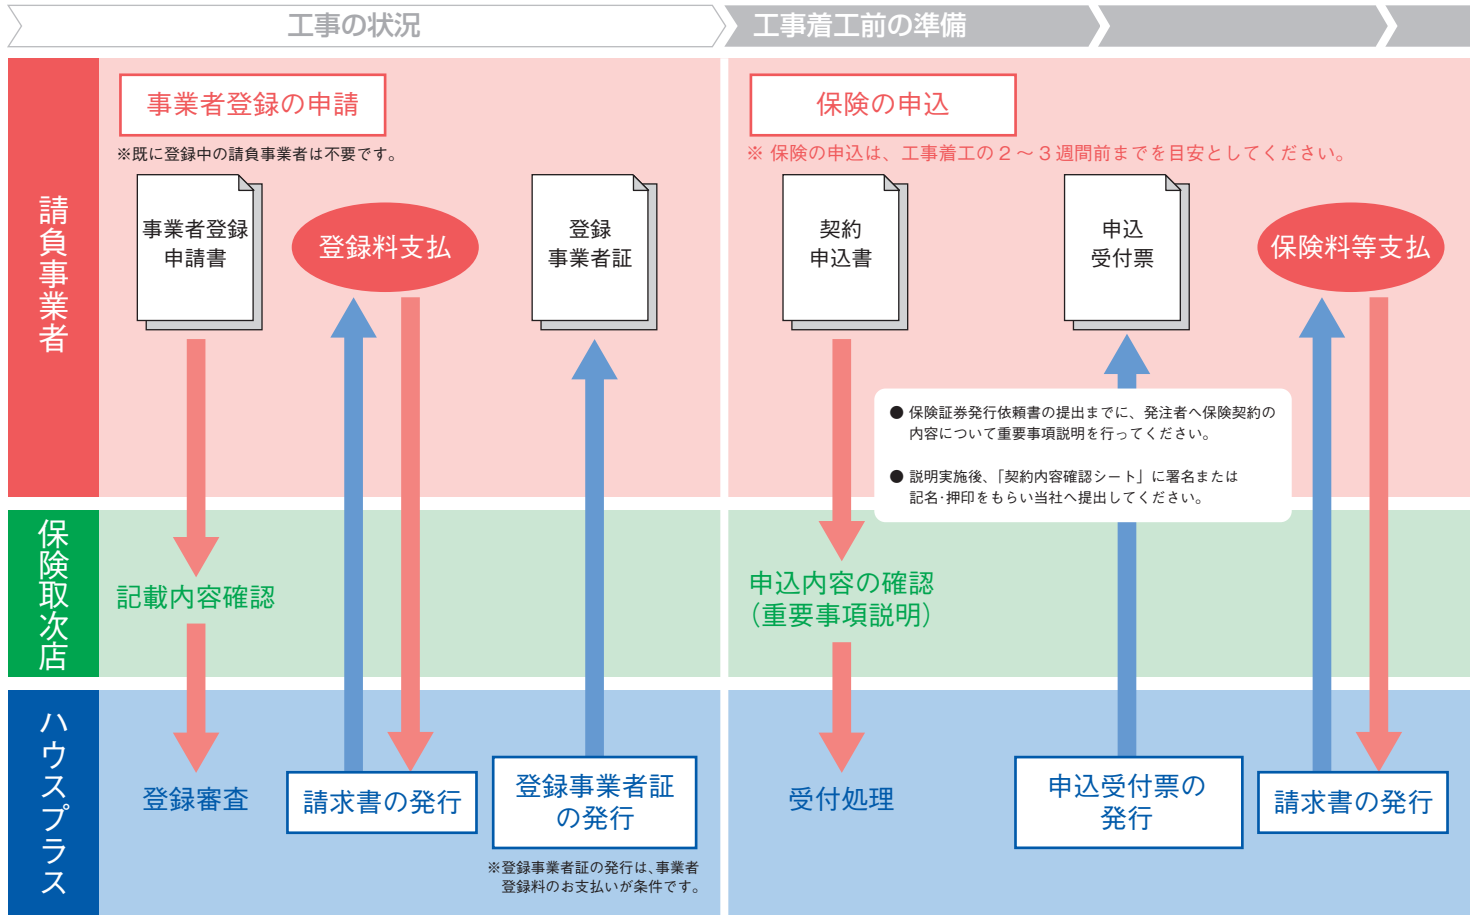 工事の状況
工事着工前の準備
請負事業者
事業者登録の申請
※既に登録中の請負事業者は不要です。
事業者登録
申請書
登録料支払
登録
事業者証
保険の申込
※ 保険の申込は、工事着工の2~3週間前までを目安としてください。
契約
申込書
申込
受付票
保険料等支払
● 保険証券発行依頼書の提出までに、発注者へ保険契約の
内容について重要事項説明を行ってください。
● 説明実施後、「契約内容確認シート」に署名または
記名・押印をもらい当社へ提出してください。
保険取次店
記載内容確認
申込内容の確認
(重要事項説明)
ハウスプラス
登録審査
請求書の発行
登録事業者証
の発行
※登録事業者証の発行は、事業者
登録料のお支払いが条件です。
受付処理
申込受付票の
発行
請求書の発行